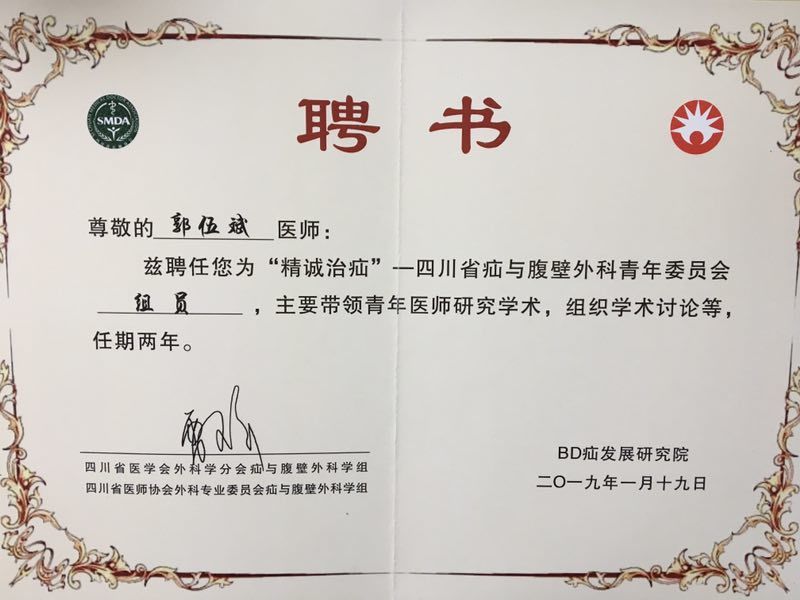 SMDA
聘书
尊敬的 郭伍斌 医师:
兹聘任您为“精诚治疝”—四川省疝与腹壁外科青年委员会
组员,主要带领青年医师研究学术,组织学术讨论等,
任期两年。
四川省医学会外科学分会疝与腹壁外科学组
四川省医师协会外科专业委员会疝与腹壁外科学组
BD疝发展研究院
二〇一九年一月十九日